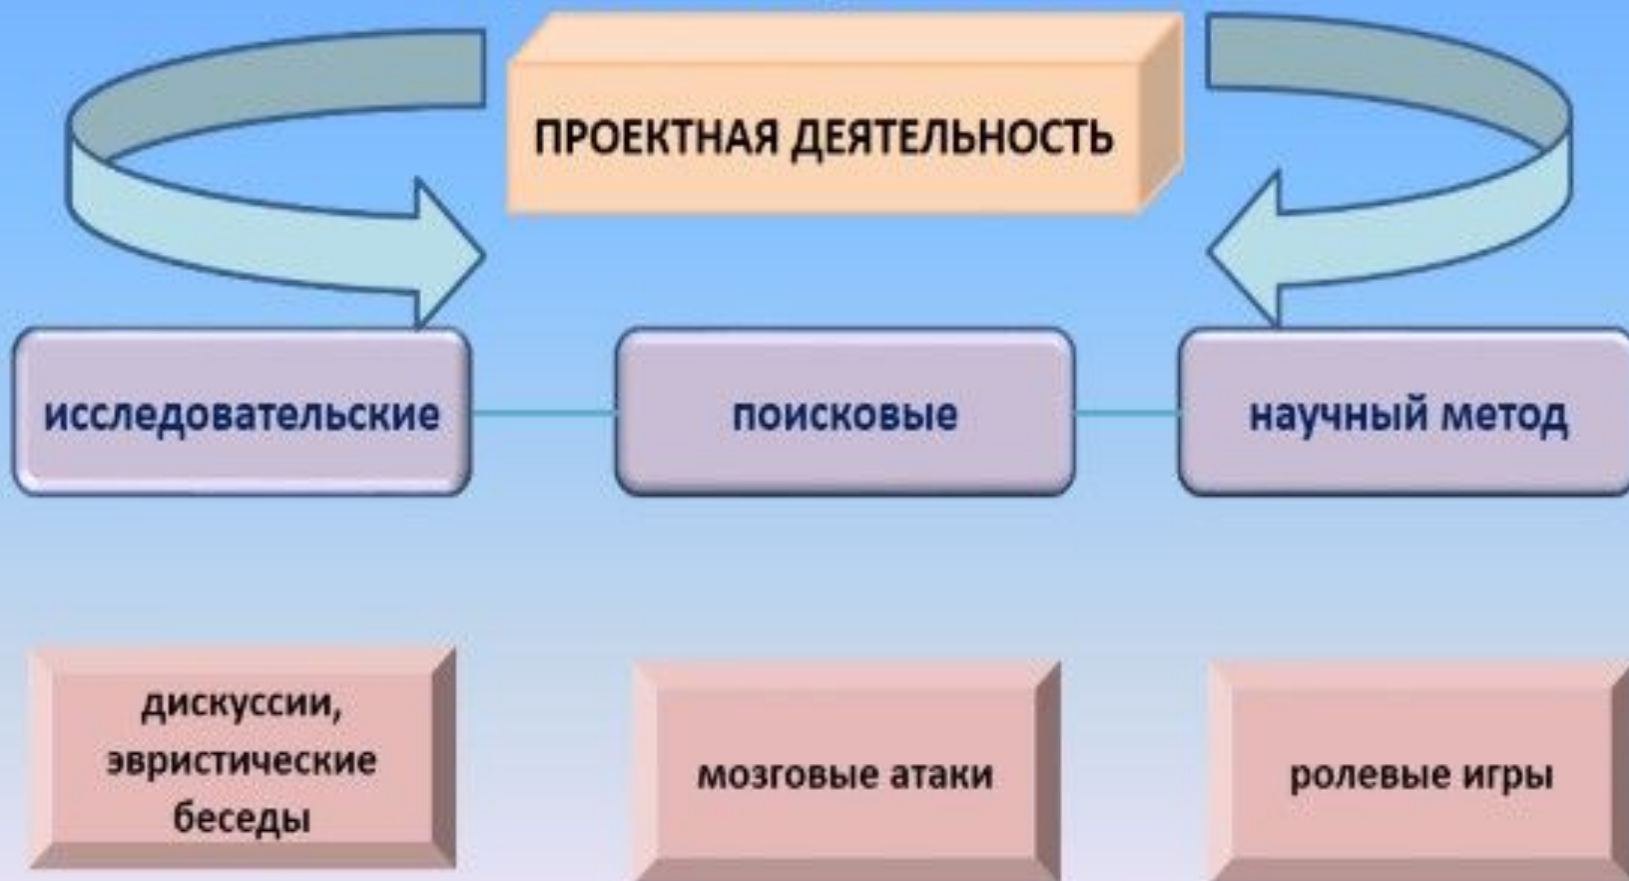 ПРОЕКТНАЯ ДЕЯТЕЛЬНОСТЬ
исследовательские
поисковые
научный метод
дискуссии,
эвристические
беседы
мозговые атаки
ролевые игры